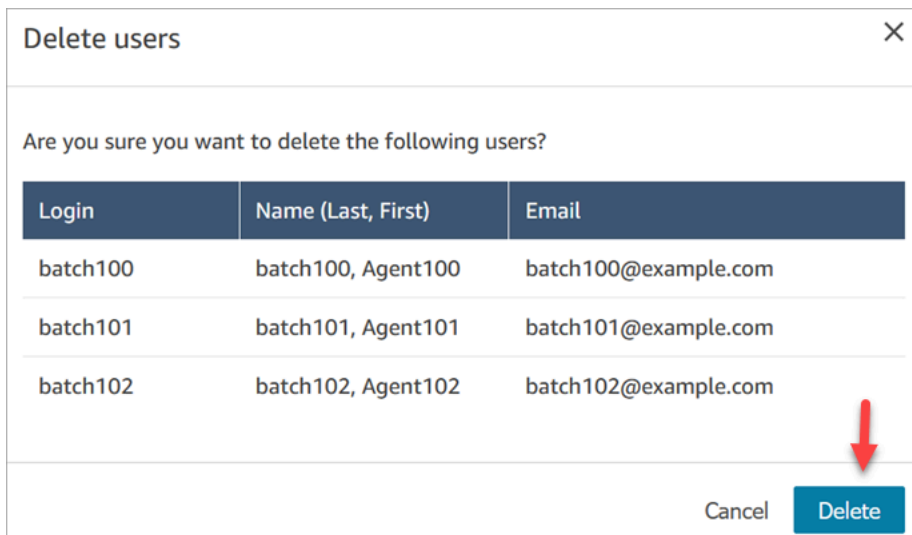 Delete users
Are you sure you want to delete the following users?
Login Name (Last, First) Email
batch100 batch100, Agent100 batch100@example.com
batch101 batch101, Agent101 batch101@example.com
batch102 batch102, Agent102 batch102@example.com
Cancel Delete